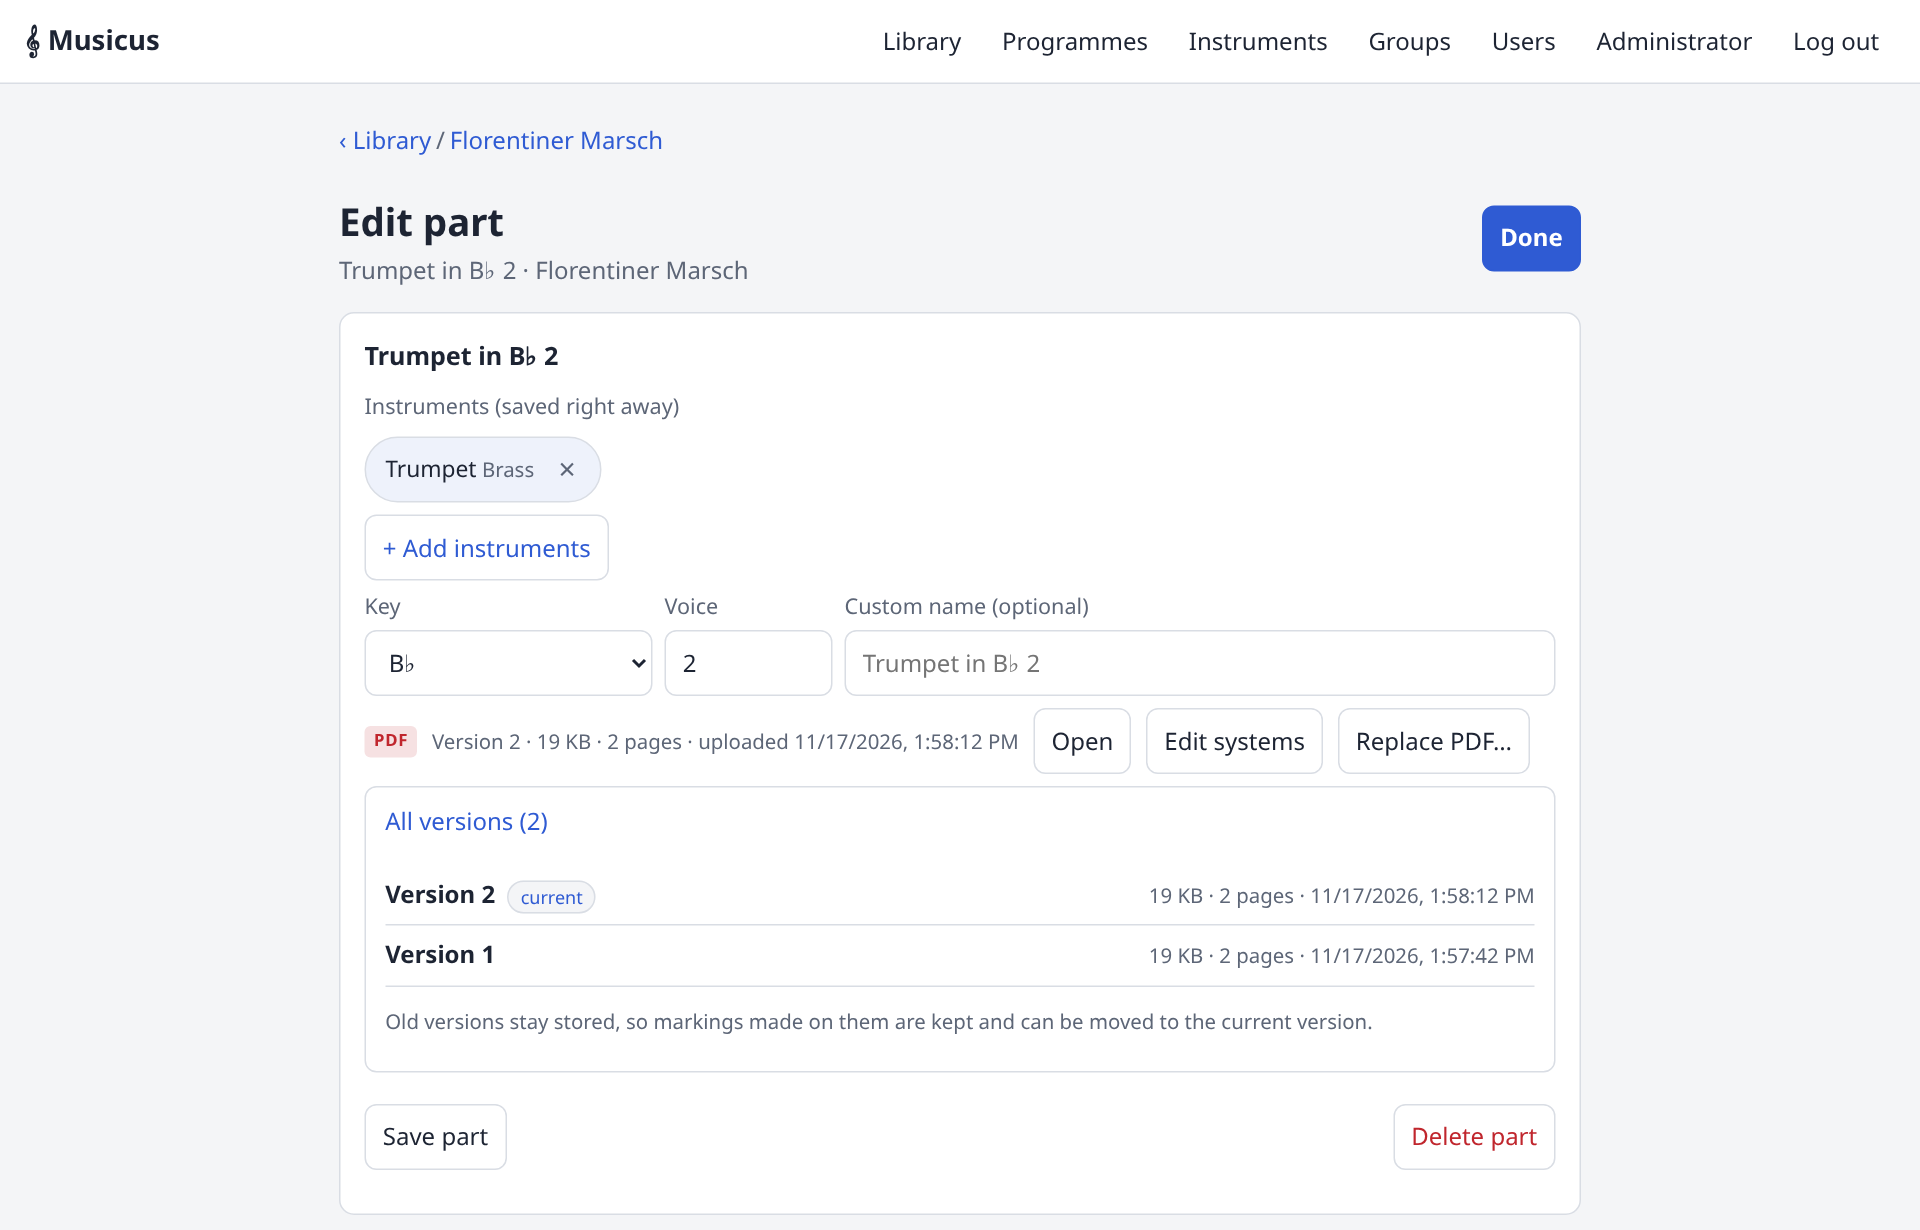 𝄞 Musicus
Library Programmes Instruments Groups Users Administrator Log out
‹ Library / Florentiner Marsch
Edit part
Done
Trumpet in B♭ 2 · Florentiner Marsch
Trumpet in B♭ 2
Instruments (saved right away)
Trumpet Brass ✕
+ Add instruments
Key Voice Custom name (optional)
B♭ 2 Trumpet in B♭ 2
PDF Version 2 · 19 KB · 2 pages · uploaded 11/17/2026, 1:58:12 PM Open Edit systems Replace PDF...
All versions (2)
Version 2 current 19 KB · 2 pages · 11/17/2026, 1:58:12 PM
Version 1 19 KB · 2 pages · 11/17/2026, 1:57:42 PM
Old versions stay stored, so markings made on them are kept and can be moved to the current version.
Save part Delete part